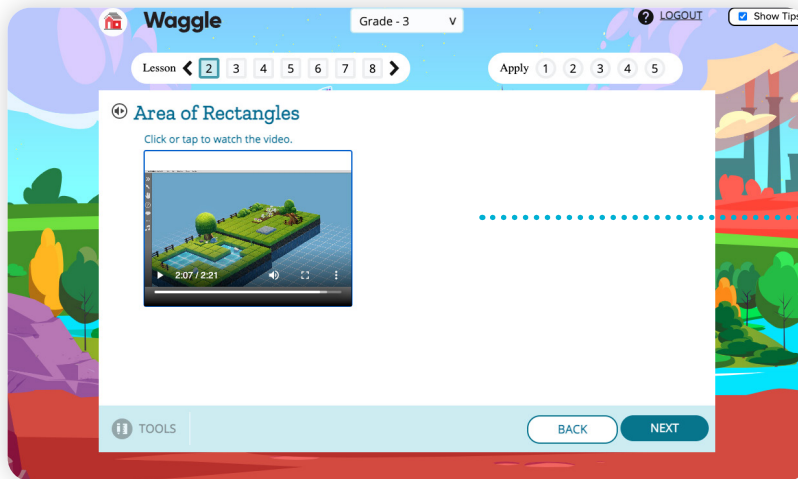 Waggle
Grade - 3 V
? LOGOUT
Show Tips
Lesson 2 3 4 5 6 7 8
Apply 1 2 3 4 5
Area of Rectangles
Click or tap to watch the video.
2:07 / 2:21
TOOLS
BACK
NEXT